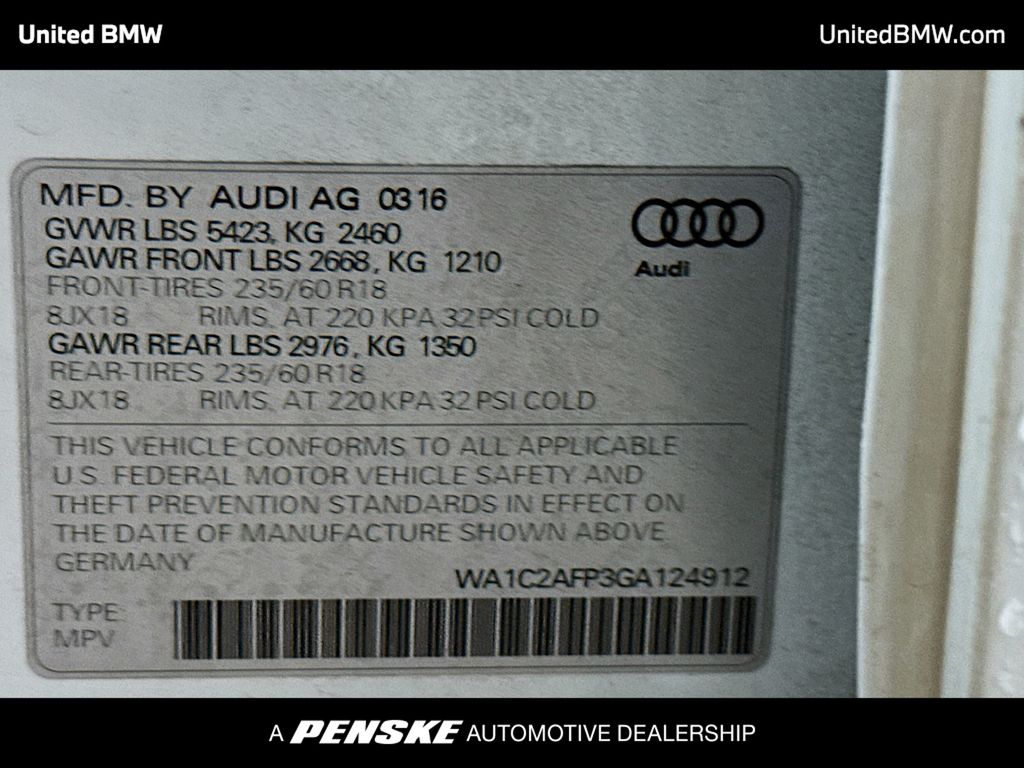 United BMW
UnitedBMW.com
MFD. BY AUDI AG 0316
GVWR LBS 5423, KG 2460
GAWR FRONT LBS 2668, KG 1210
FRONT-TIRES 235/60 R18
8JX18 RIMS, AT 220 KPA 32 PSI COLD
GAWR REAR LBS 2976, KG 1350
REAR-TIRES 235/60 R18
8JX18 RIMS, AT 220 KPA 32 PSI COLD
Audi
THIS VEHICLE CONFORMS TO ALL APPLICABLE
U.S. FEDERAL MOTOR VEHICLE SAFETY AND
THEFT PREVENTION STANDARDS IN EFFECT ON
THE DATE OF MANUFACTURE SHOWN ABOVE
GERMANY
WA1C2AFP3GA124912
TYPE
MPV
A PENSKE AUTOMOTIVE DEALERSHIP